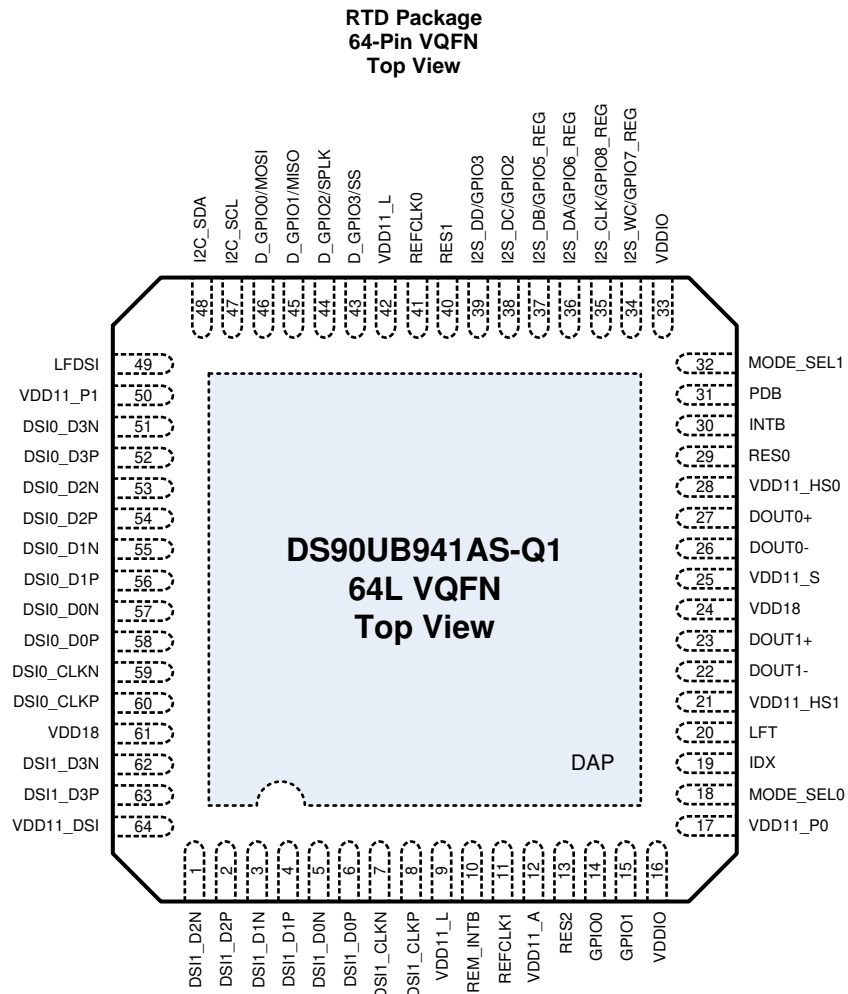 RTD Package
64-Pin VQFN
Top View
I2C_SDA
I2C_SCL
D_GPIO0/MOSI
D_GPIO1/MISO
D_GPIO2/SPLK
D_GPIO3/SS
VDD11_L
REFCLK0
RES1
I2S_DD/GPIO3
I2S_DC/GPIO2
I2S_DB/GPIO5_REG
I2S_DA/GPIO6_REG
I2S_CLK/GPIO8_REG
I2S_WC/GPIO7_REG
VDDIO
48
47
46
45
44
43
42
41
40
39
38
37
36
35
34
33
LFDSI 49
VDD11_P1 50
DSI0_D3N 51
DSI0_D3P 52
DSI0_D2N 53
DSI0_D2P 54
DSI0_D1N 55
DSI0_D1P 56
DSI0_D0N 57
DSI0_D0P 58
DSI0_CLKN 59
DSI0_CLKP 60
VDD18 61
DSI1_D3N 62
DSI1_D3P 63
VDD11_DSI 64
DS90UB941AS-Q1
64L VQFN
Top View
DAP
32 MODE_SEL1
31 PDB
30 INTB
29 RES0
28 VDD11_HS0
27 DOUT0+
26 DOUT0-
25 VDD11_S
24 VDD18
23 DOUT1+
22 DOUT1-
21 VDD11_HS1
20 LFT
19 IDX
18 MODE_SEL0
17 VDD11_P0
1
2
3
4
5
6
7
8
9
10
11
12
13
14
15
16
DSI1_D2N
DSI1_D2P
DSI1_D1N
DSI1_D1P
DSI1_D0N
DSI1_D0P
DSI1_CLKN
DSI1_CLKP
VDD11_L
REM_INTB
REFCLK1
VDD11_A
RES2
GPIO0
GPIO1
VDDIO